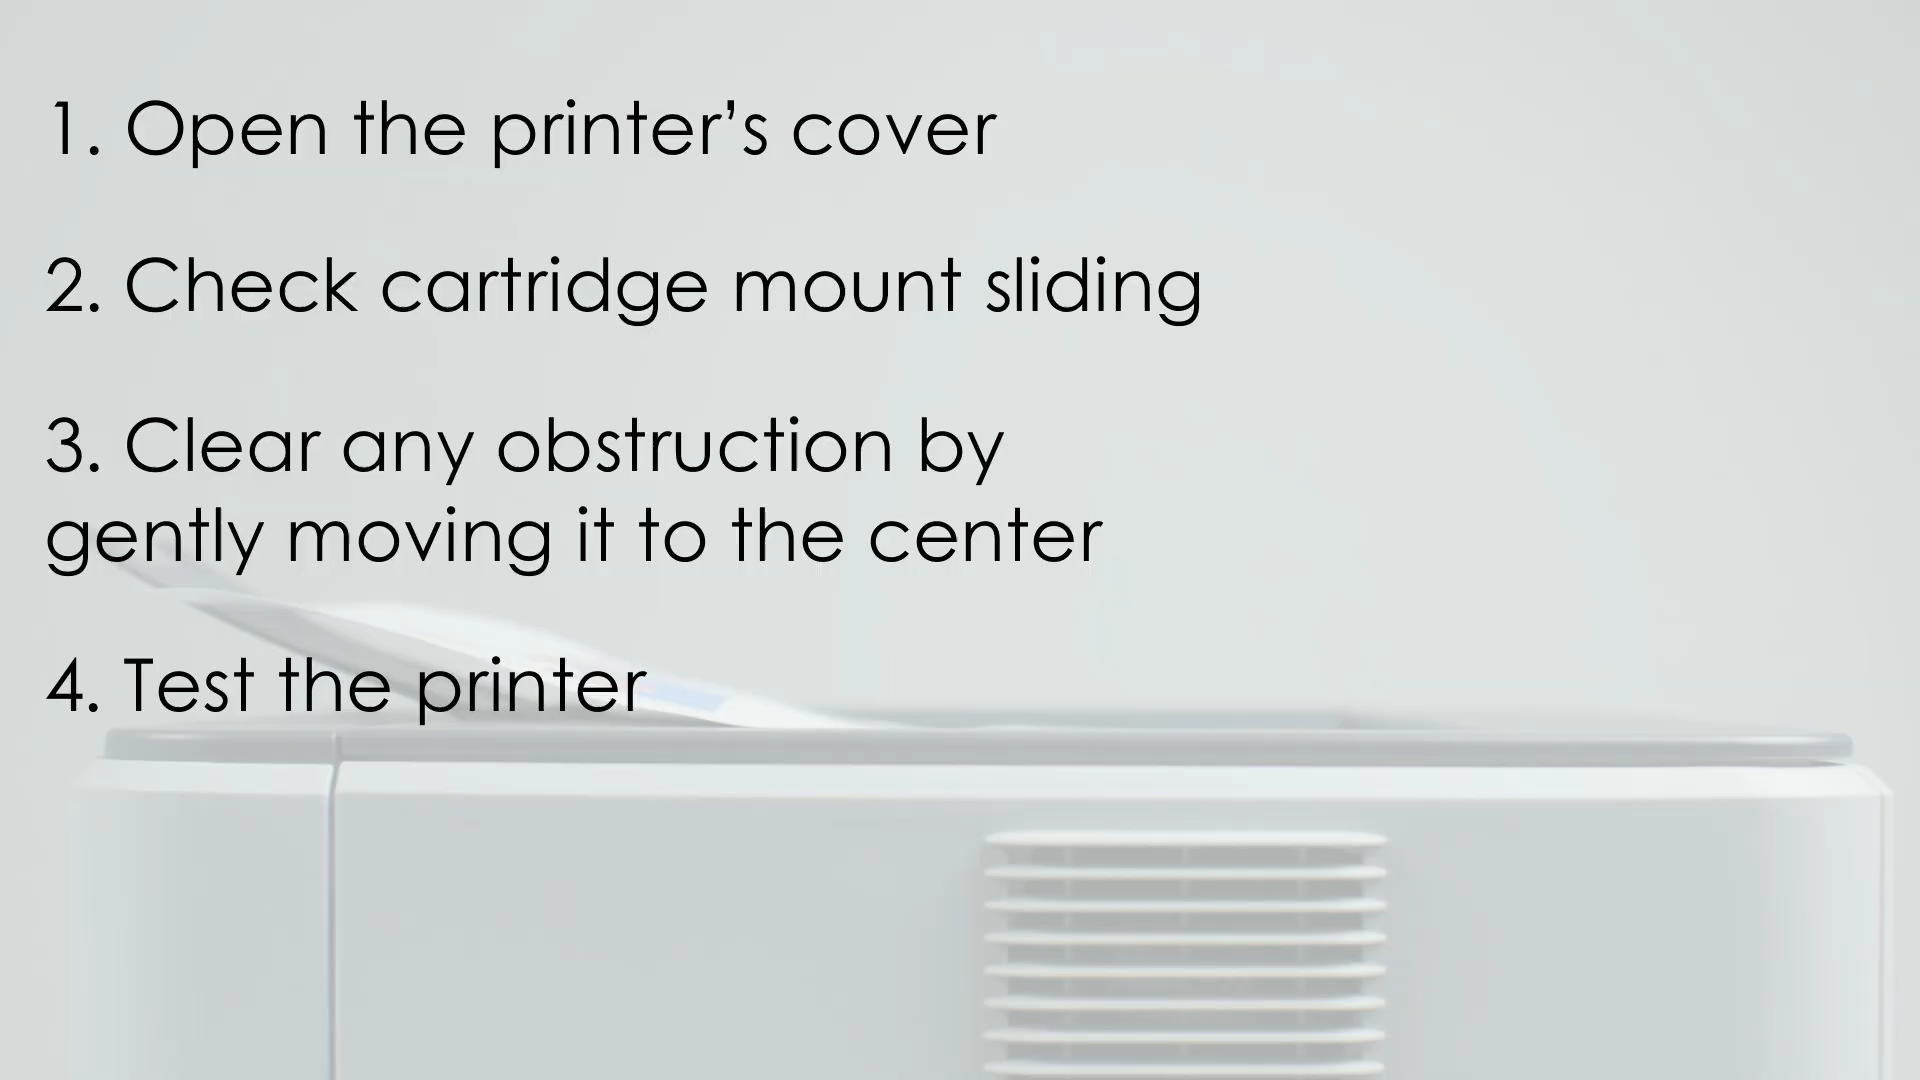 1. Open the printer’s cover
2. Check cartridge mount sliding
3. Clear any obstruction by
gently moving it to the center
4. Test the printer